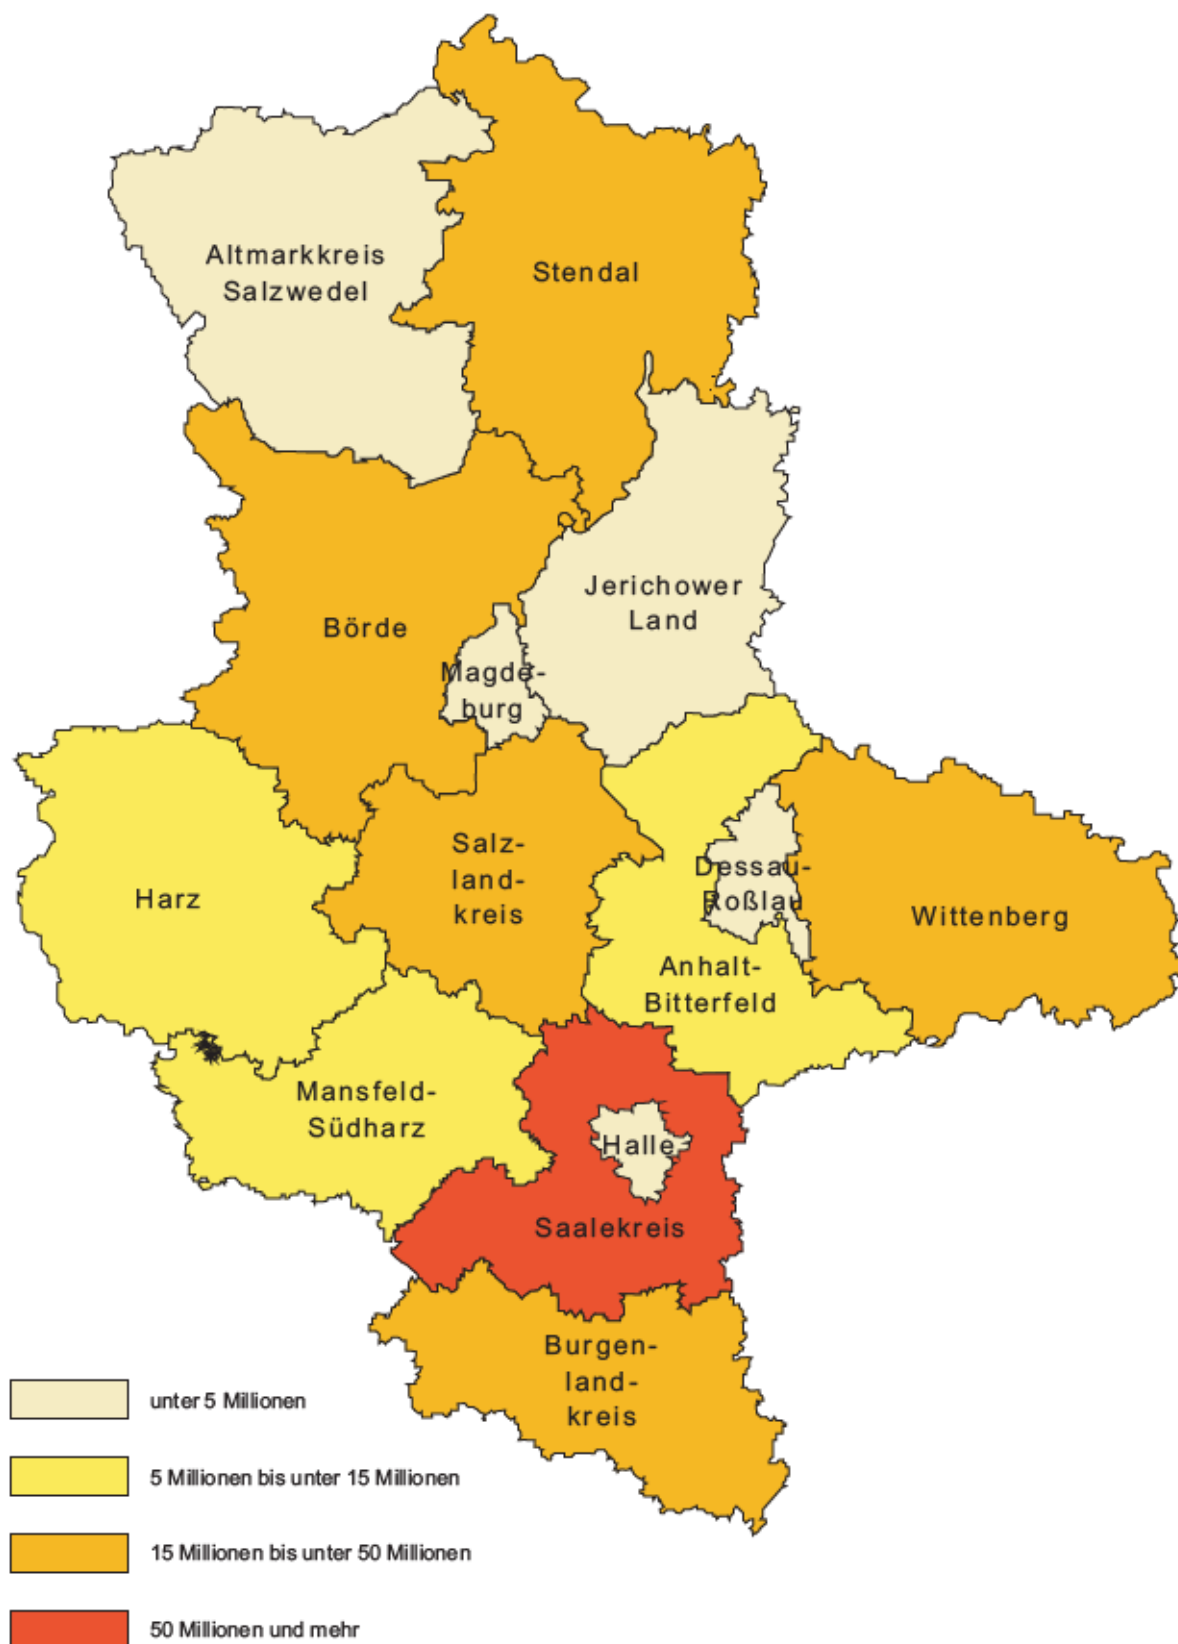 Altmarkkreis
Salzwedel
Stendal
Jerichower
Land
Börde
Magde-
burg
Salz-
land-
kreis
Harz
Dessau-
Roßlau
Wittenberg
Anhalt-
Bitterfeld
Mansfeld-
Südharz
Halle
Saalekreis
Burgen-
land-
kreis
unter 5 Millionen
5 Millionen bis unter 15 Millionen
15 Millionen bis unter 50 Millionen
50 Millionen und mehr